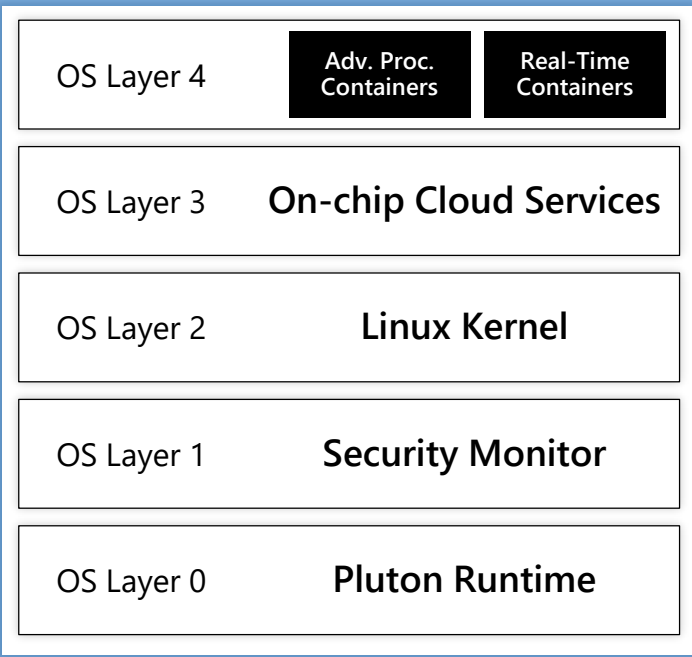 OS Layer 4
Adv. Proc.
Containers
Real-Time
Containers
OS Layer 3 On-chip Cloud Services
OS Layer 2 Linux Kernel
OS Layer 1 Security Monitor
OS Layer 0 Pluton Runtime